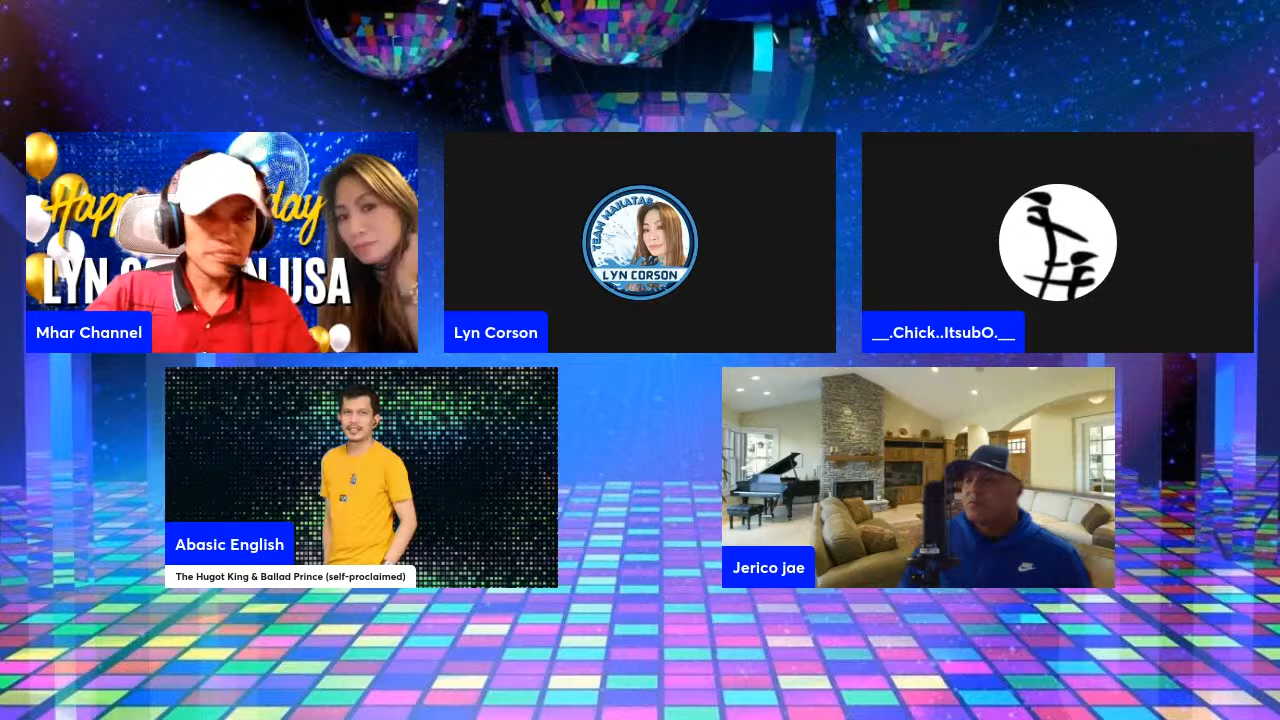 Happy
day
LYN
N USA
Mhar Channel
TEAM MAKATAS
LYN CORSON
Lyn Corson
__.Chick..ItsubO.__
Abasic English
The Hugot King & Ballad Prince (self-proclaimed)
Jerico jae